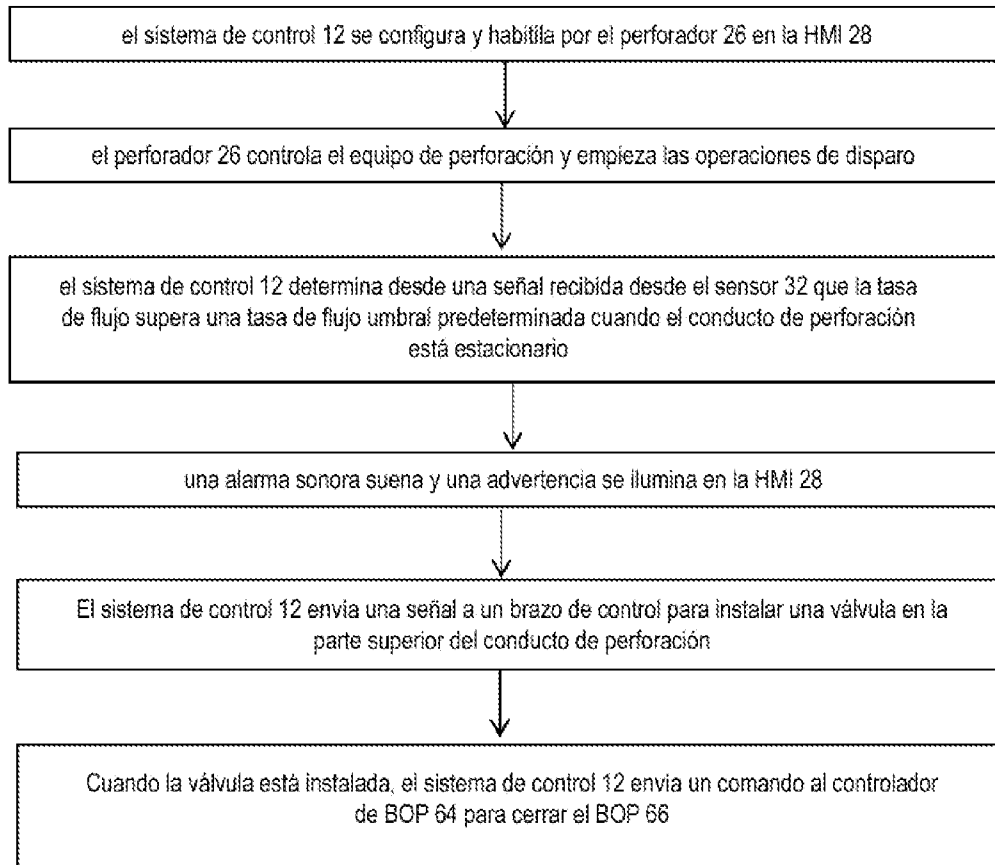 el sistema de control 12 se configura y habitila por el perforador 26 en la HMI 28
el perforador 26 controla el equipo de perforación y empieza las operaciones de disparo
el sistema de control 12 determina desde una señal recibida desde el sensor 32 que la tasa
de flujo supera una tasa de flujo umbral predeterminada cuando el conducto de perforación
está estacionario
una alarma sonora suena y una advertencia se ilumina en la HMI 28
El sistema de control 12 envia una señal a un brazo de control para instalar una válvula en la
parte superior del conducto de perforación
Cuando la válvula está instalada, el sistema de control 12 envia un comando al controlador
de BOP 64 para cerrar el BOP 66